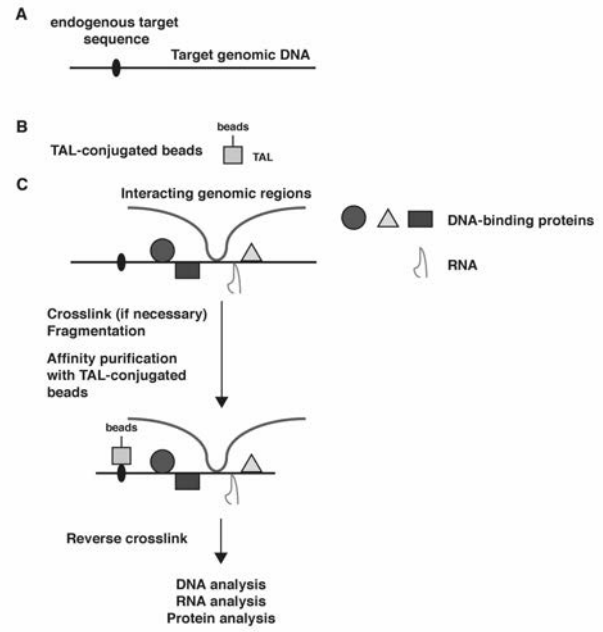 A
endogenous target
sequence
Target genomic DNA
B
TAL-conjugated beads
beads
TAL
C
Interacting genomic regions
DNA-binding proteins
RNA
Crosslink (if necessary)
Fragmentation
Affinity purification
with TAL-conjugated
beads
beads
Reverse crosslink
DNA analysis
RNA analysis
Protein analysis